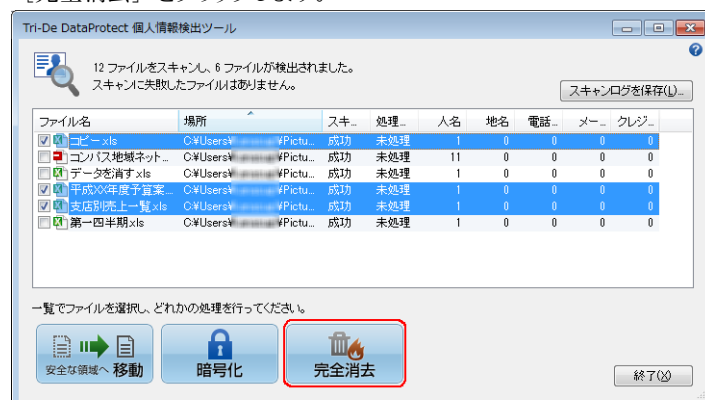 Tri-De DataProtect 個人情報検出ツール
12 ファイルをスキャンし、6 ファイルが検出されました。
スキャンに失敗したファイルはありません。
スキャンログを保存(L)...
ファイル名 場所 スキ... 処理... 人名 地名 電話... メー... クレジ...
コピー.xls C:¥Users¥ ¥Pictu... 成功 未処理 1 0 0 0 0
コンパス地域ネット... C:¥Users¥ ¥Pictu... 成功 未処理 11 0 0 0 0
データを消す.xls C:¥Users¥ ¥Pictu... 成功 未処理 1 0 0 0 0
平成XX年度予算案... C:¥Users¥ ¥Pictu... 成功 未処理 1 0 0 0 0
支店別売上一覧.xls C:¥Users¥ ¥Pictu... 成功 未処理 1 0 0 0 0
第一四半期.xls C:¥Users¥ ¥Pictu... 成功 未処理 1 0 0 0 0
一覧でファイルを選択し、どれかの処理を行ってください。
安全な領域へ 移動
暗号化
完全消去
終了(X)